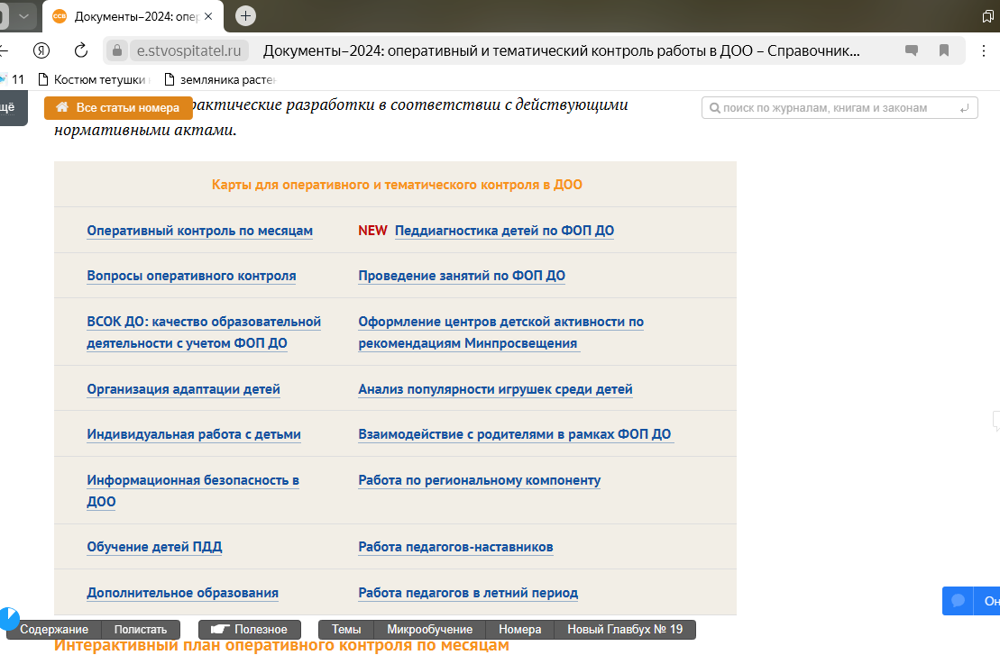 ССВ Документы–2024: опер
e.stvospitatel.ru Документы–2024: оперативный и тематический контроль работы в ДОО – Справочник...
11 Костюм тетушки земляника расте
щё Все статьи номера рактические разработки в соответствии с действующими поиск по журналам, книгам и законам
нормативными актами.
Карты для оперативного и тематического контроля в ДОО
Оперативный контроль по месяцам NEW Педдиагностика детей по ФОП ДО
Вопросы оперативного контроля Проведение занятий по ФОП ДО
ВСОК ДО: качество образовательной Оформление центров детской активности по
деятельности с учетом ФОП ДО рекомендациям Минпросвещения
Организация адаптации детей Анализ популярности игрушек среди детей
Индивидуальная работа с детьми Взаимодействие с родителями в рамках ФОП ДО
Информационная безопасность в Работа по региональному компоненту
ДОО
Обучение детей ПДД Работа педагогов-наставников
Дополнительное образования Работа педагогов в летний период
Он
Содержание Полистать Полезное Темы Микрообучение Номера Новый Главбух № 19
Интерактивный план оперативного контроля по месяцам